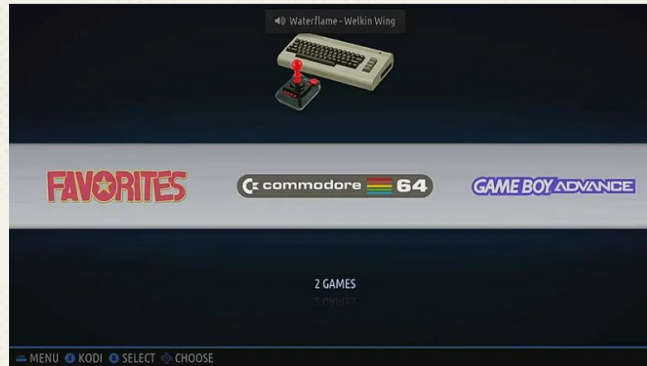 Waterflame - Welkin Wing
FAVORITES
commodore 64
GAME BOY ADVANCE
2 GAMES
MENU KODI SELECT CHOOSE